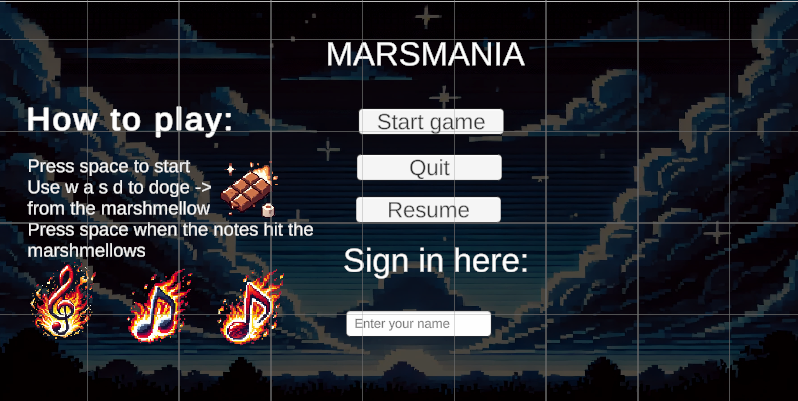 MARSMANIA
How to play:
Press space to start
Use w a s d to doge ->
from the marshmellow
Press space when the notes hit the
marshmellows
Start game
Quit
Resume
Sign in here:
Enter your name